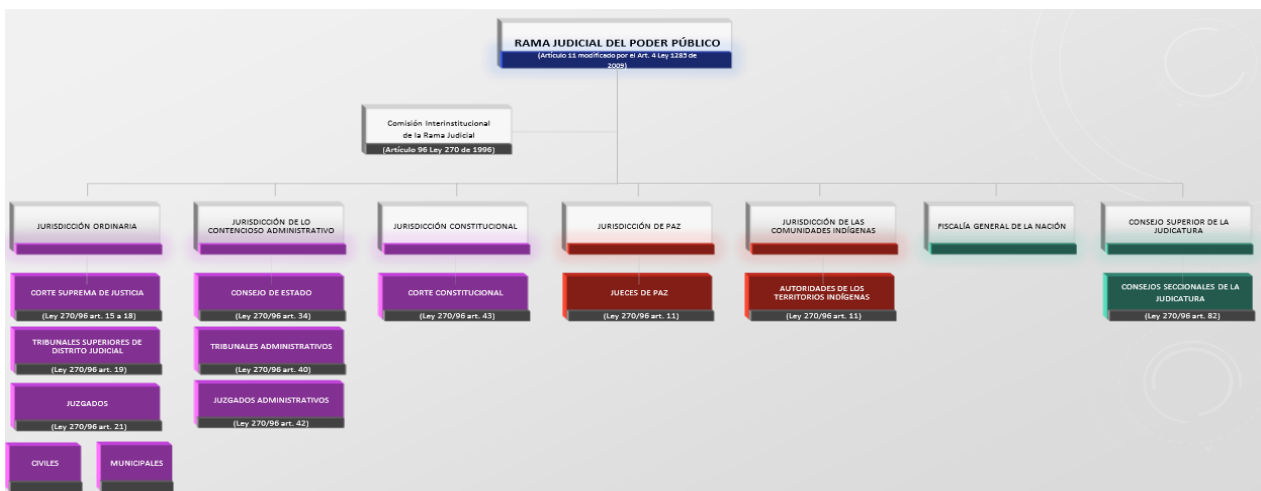 RAMA JUDICIAL DEL PODER PÚBLICO
(Artículo 11 modificado por el Art. 4 Ley 1285 de
2009)
Comisión Interinstitucional
de la Rama Judicial
(Artículo 96 Ley 270 de 1996)
JURISDICCIÓN ORDINARIA
CORTE SUPREMA DE JUSTICIA
(Ley 270/96 art. 15 a 18)
TRIBUNALES SUPERIORES DE
DISTRITO JUDICIAL
(Ley 270/96 art. 19)
JUZGADOS
(Ley 270/96 art. 21)
CIVILES
MUNICIPALES
JURISDICCIÓN DE LO
CONTENCIOSO ADMINISTRATIVO
CONSEJO DE ESTADO
(Ley 270/96 art. 34)
TRIBUNALES ADMINISTRATIVOS
(Ley 270/96 art. 40)
JUZGADOS ADMINISTRATIVOS
(Ley 270/96 art. 42)
JURISDICCIÓN CONSTITUCIONAL
CORTE CONSTITUCIONAL
(Ley 270/96 art. 43)
JURISDICCIÓN DE PAZ
JUECES DE PAZ
(Ley 270/96 art. 11)
JURISDICCIÓN DE LAS
COMUNIDADES INDÍGENAS
AUTORIDADES DE LOS
TERRITORIOS INDÍGENAS
(Ley 270/96 art. 11)
FISCALÍA GENERAL DE LA NACIÓN
CONSEJO SUPERIOR DE LA
JUDICATURA
CONSEJOS SECCIONALES DE LA
JUDICATURA
(Ley 270/96 art. 82)